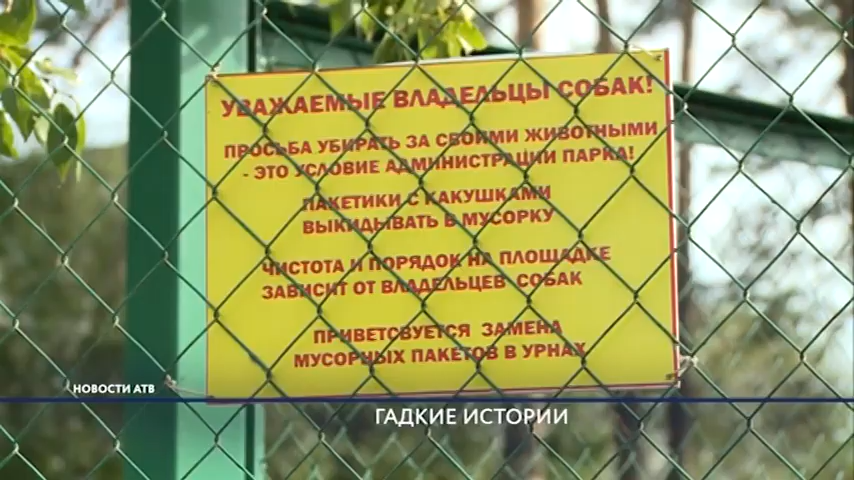 УВАЖАЕМЫЕ ВЛАДЕЛЬЦЫ СОБАК!
ПРОСЬБА УБИРАТЬ ЗА СВОИМИ ЖИВОТНЫМИ
- ЭТО УСЛОВИЕ АДМИНИСТРАЦИИ ПАРКА!
ПАКЕТИКИ С КАКУШКАМИ
ВЫКИДЫВАТЬ В МУСОРКУ
ЧИСТОТА И ПОРЯДОК НА ПЛОЩАДКЕ
ЗАВИСИТ ОТ ВЛАДЕЛЬЦЕВ СОБАК
ПРИВЕТСВУЕТСЯ ЗАМЕНА
МУСОРНЫХ ПАКЕТОВ В УРНАХ
НОВОСТИ АТВ
ГАДКИЕ ИСТОРИИ